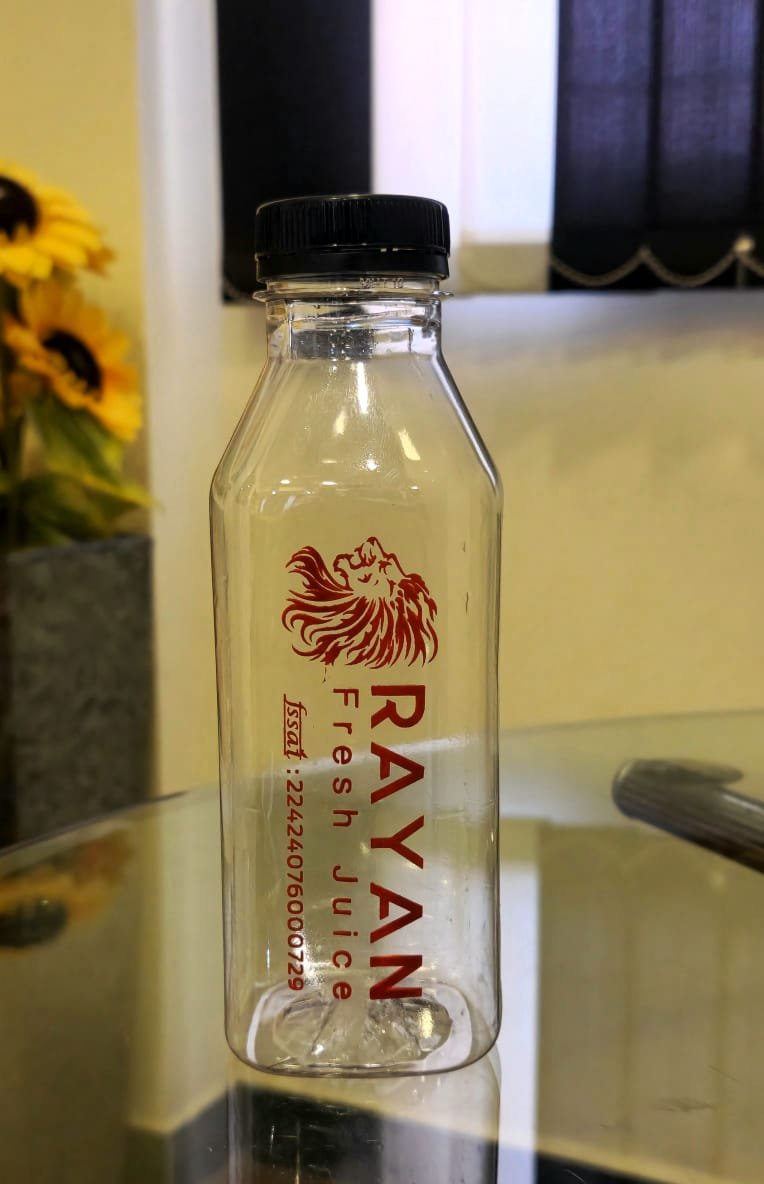 RAYAN
Fresh Juice
fssai : 22424076000729